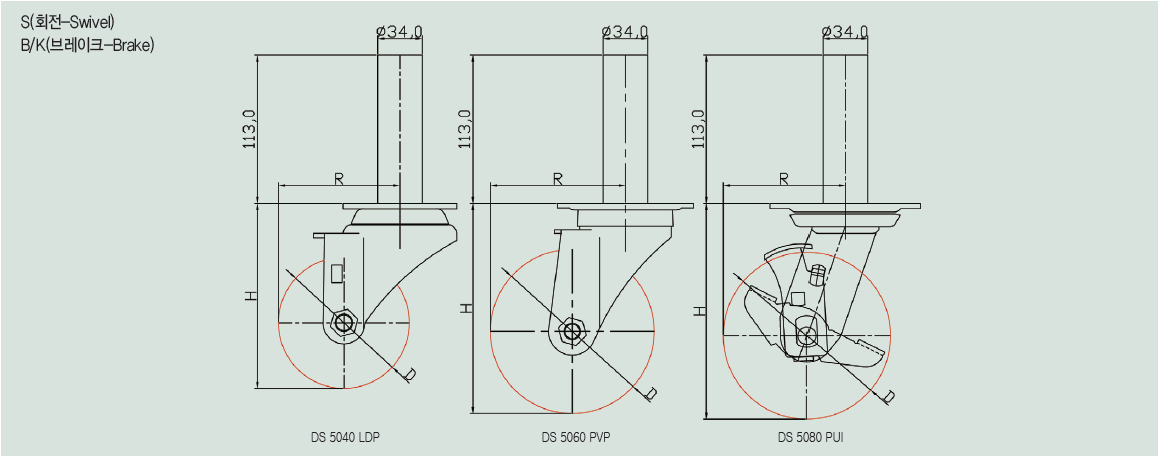 S(회전-Swivel)
B/K(브레이크-Brake)
ø34,0
ø34,0
ø34,0
113,0
113,0
113,0
R
R
R
H
H
H
D
D
D
DS 5040 LDP
DS 5060 PVP
DS 5080 PUI